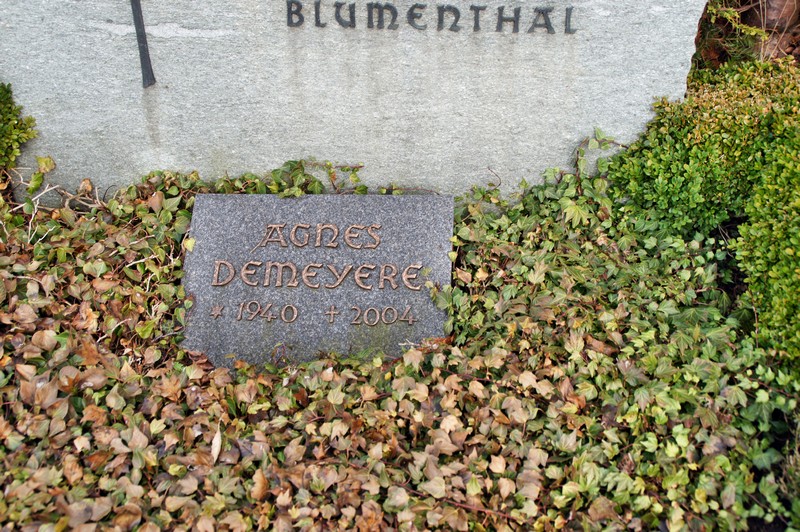 BLUMENTHAL
AGNES
DEMEYERE
* 1940 † 2004